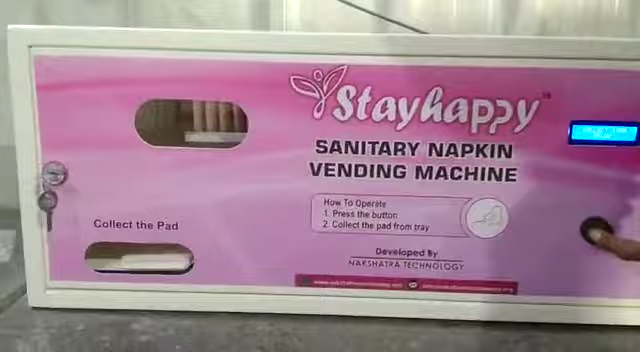 Stayhappy™
SANITARY NAPKIN
VENDING MACHINE
How To Operate
1. Press the button
2. Collect the pad from tray
Collect the Pad
Developed By
NAKSHATRA TECHNOLOGY